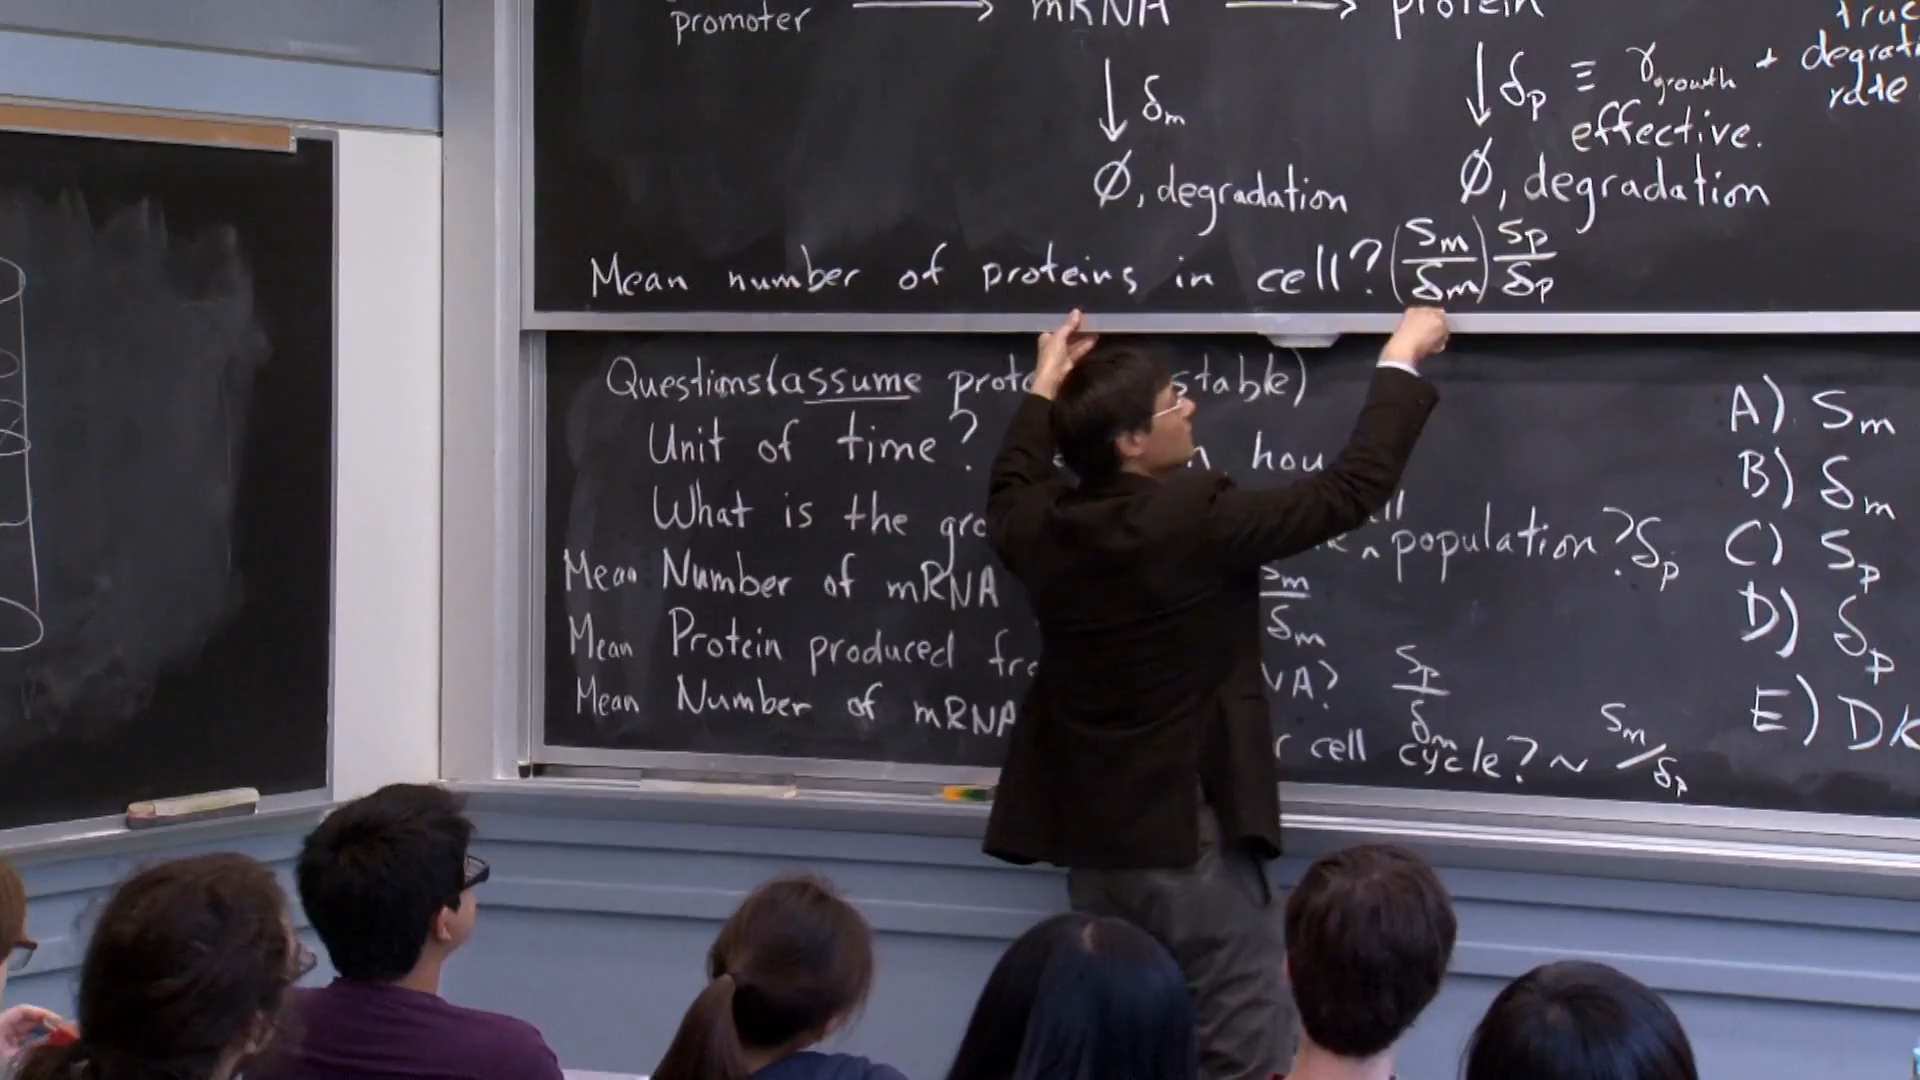 promoter ⟶ mRNA ⟶ protein
true
↓ δm
↓ δp ≡ γgrowth +
rate
effective.
Ø, degradation
Ø, degradation
Mean number of proteins in cell? (Sm/δm) Sp/δp
Questions (assume stable)
Unit of time?
What is the population? δp
Mean Number of mRNA Sm/δm
Mean Protein produced Sp/δm
Mean Number of mRNA cell cycle? ~ Sm/δp
A) Sm
B) δm
C) Sp
D) δp
E) DK